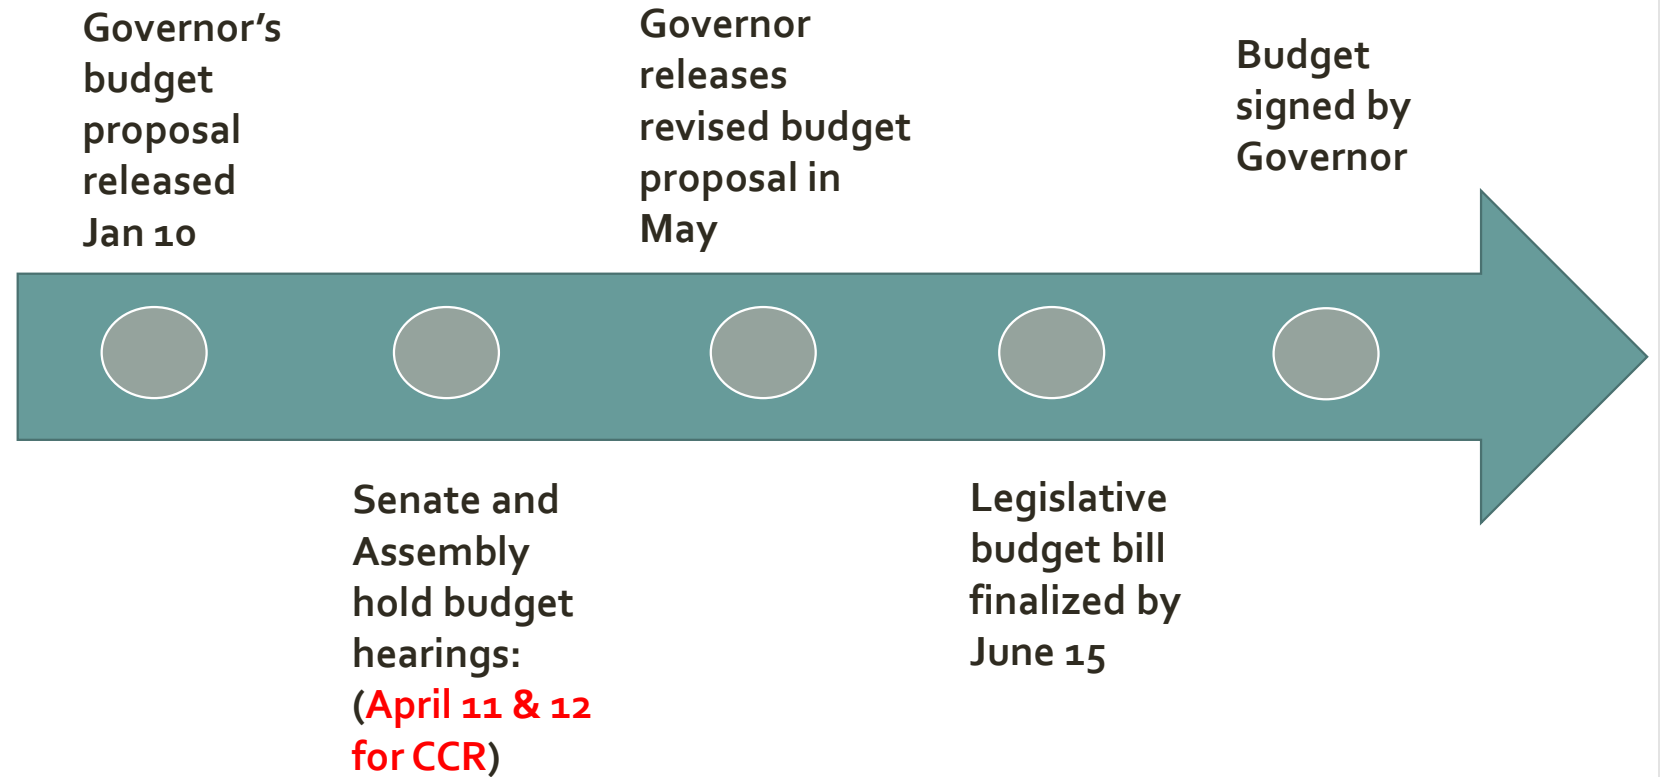 Governor’s
budget
proposal
released
Jan 10
Senate and
Assembly
hold budget
hearings:
(April 11 & 12
for CCR)
Governor
releases
revised budget
proposal in
May
Legislative
budget bill
finalized by
June 15
Budget
signed by
Governor